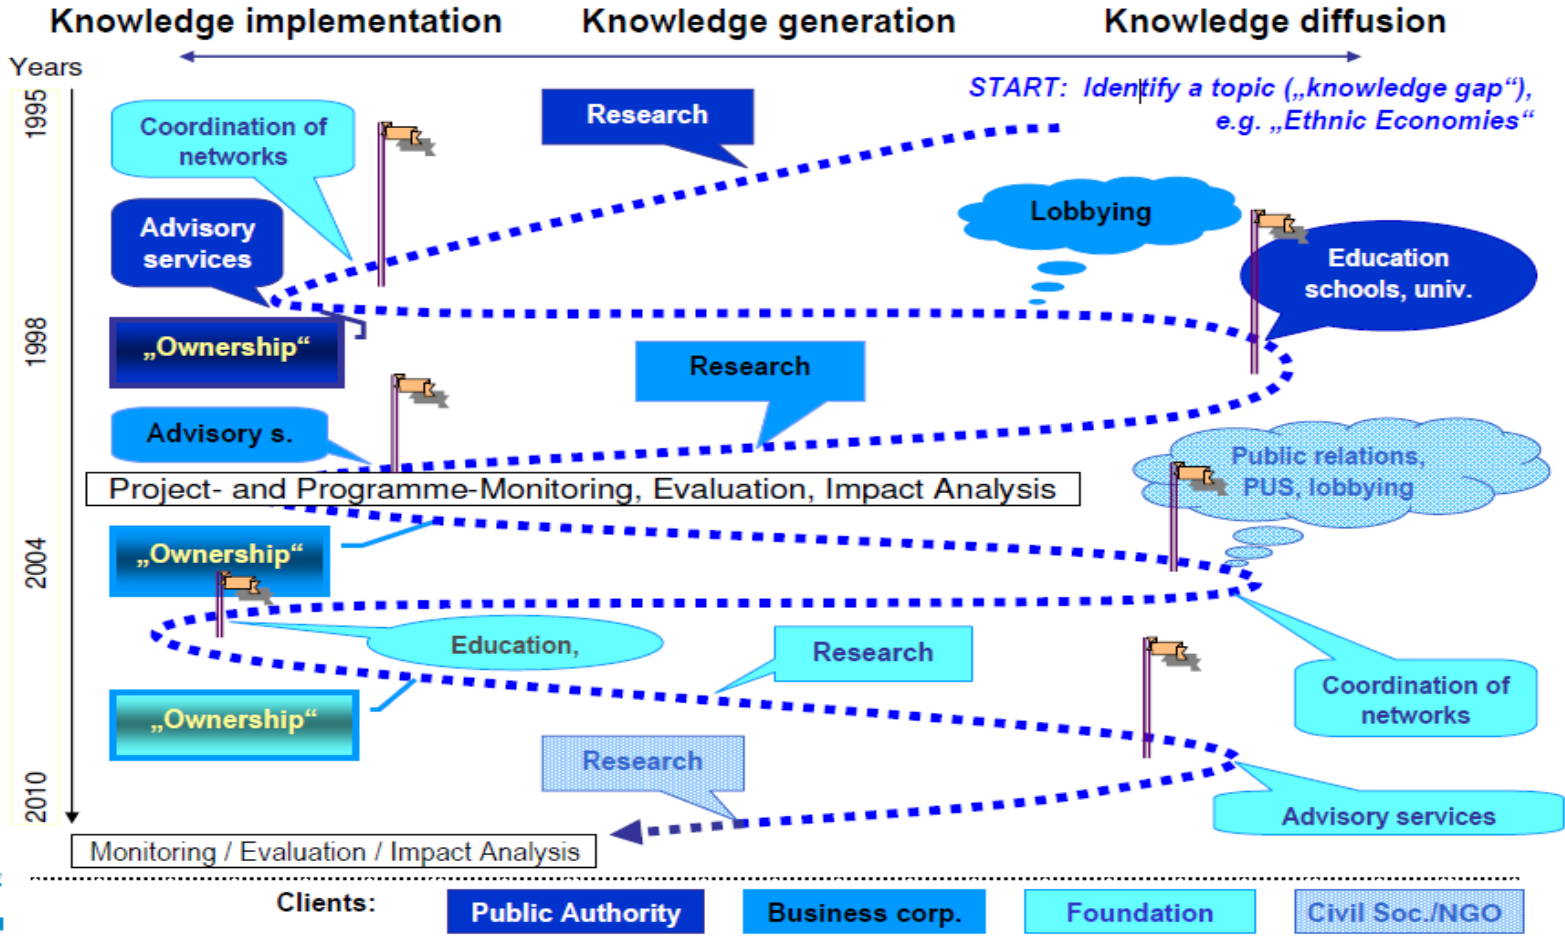 Knowledge implementation
Knowledge generation
Knowledge diffusion
Years
START: Identify a topic („knowledge gap“),
e.g. „Ethnic Economies“
1995
Coordination of
networks
Research
Advisory
services
Lobbying
Education
schools, univ.
1998
„Ownership“
Research
Advisory s.
Public relations,
PUS, lobbying
Project- and Programme-Monitoring, Evaluation, Impact Analysis
2004
„Ownership“
Education,
Research
Coordination of
networks
„Ownership“
Research
2010
Advisory services
Monitoring / Evaluation / Impact Analysis
Clients:
Public Authority
Business corp.
Foundation
Civil Soc./NGO